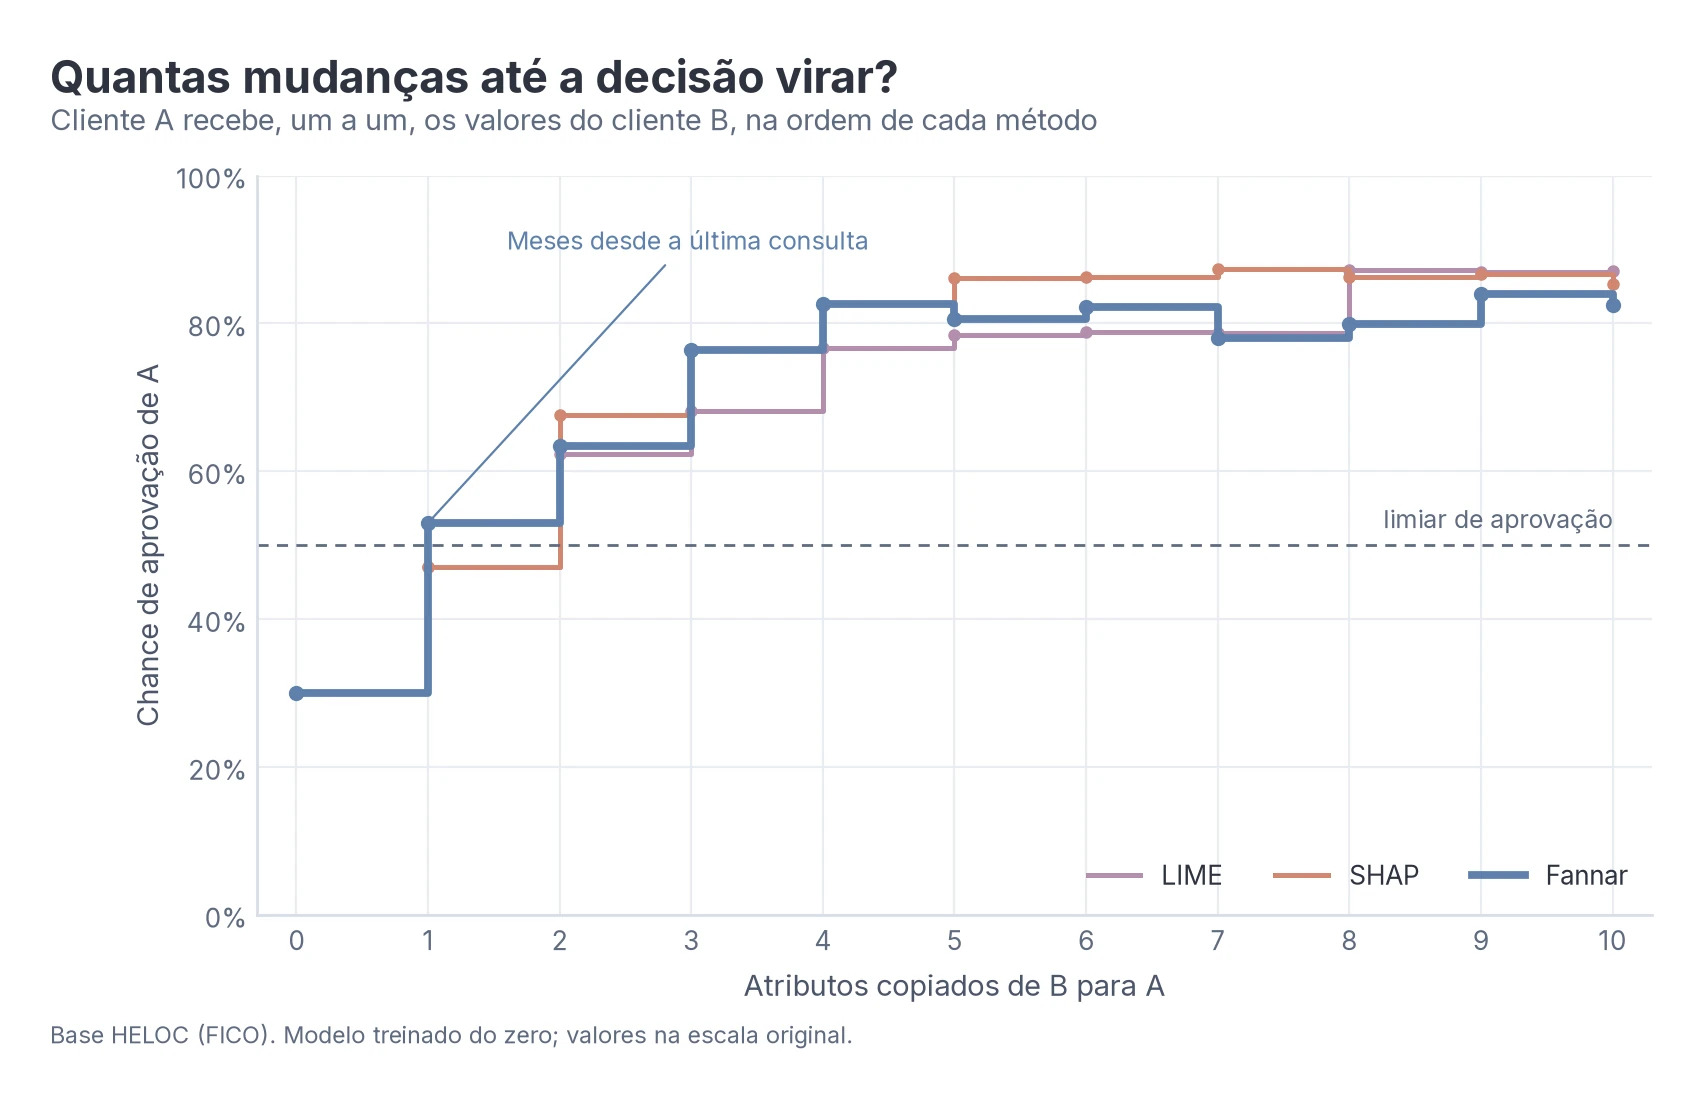 Quantas mudanças até a decisão virar?
Cliente A recebe, um a um, os valores do cliente B, na ordem de cada método
100%
80%
60%
40%
20%
0%
Chance de aprovação de A
Meses desde a última consulta
limiar de aprovação
LIME SHAP Fannar
0 1 2 3 4 5 6 7 8 9 10
Atributos copiados de B para A
Base HELOC (FICO). Modelo treinado do zero; valores na escala original.